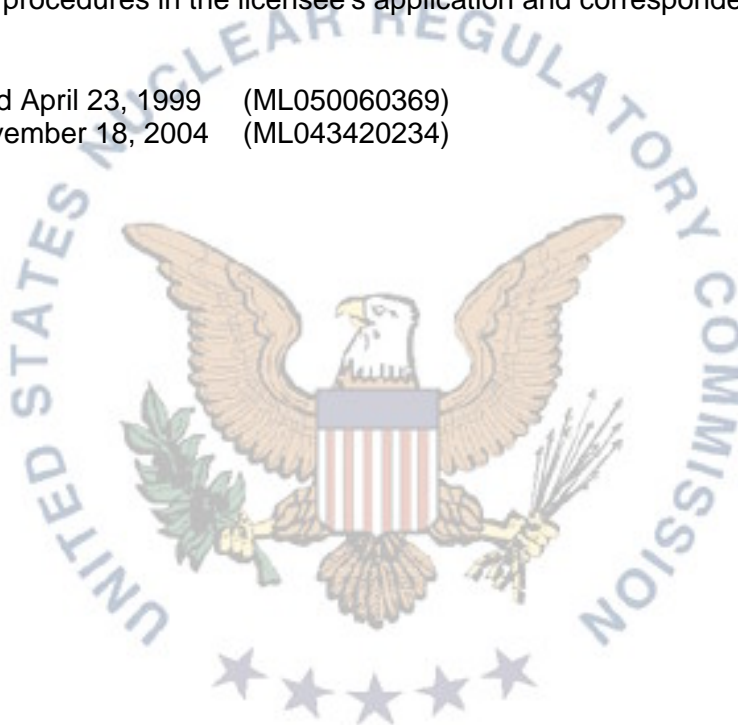 procedures in the licensee's application and corresponde
d April 23, 1999 (ML050060369)
vember 18, 2004 (ML043420234)
UNITED STATES NUCLEAR REGULATORY COMMISSION